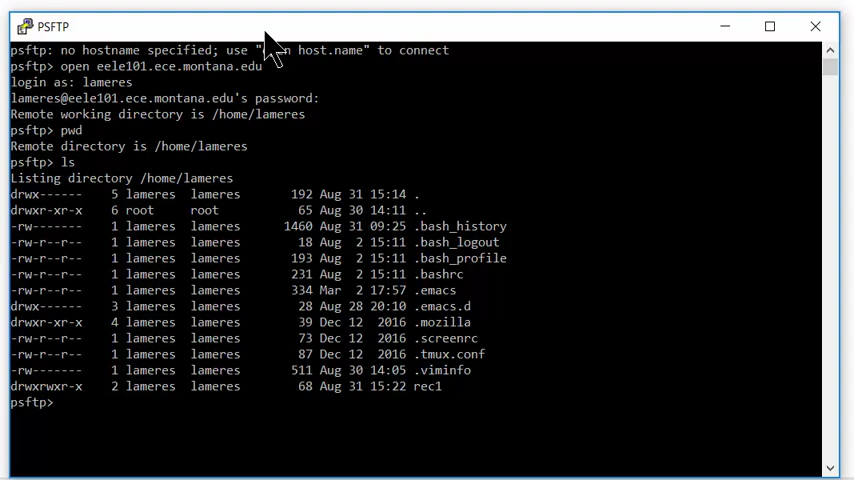 PSFTP
psftp: no hostname specified; use " n host.name" to connect
psftp> open eele101.ece.montana.edu
login as: lameres
lameres@eele101.ece.montana.edu's password:
Remote working directory is /home/lameres
psftp> pwd
Remote directory is /home/lameres
psftp> ls
Listing directory /home/lameres
drwx------    5 lameres  lameres       192 Aug 31 15:14 .
drwxr-xr-x    6 root     root           65 Aug 30 14:11 ..
-rw-------    1 lameres  lameres      1460 Aug 31 09:25 .bash_history
-rw-r--r--    1 lameres  lameres        18 Aug  2 15:11 .bash_logout
-rw-r--r--    1 lameres  lameres       193 Aug  2 15:11 .bash_profile
-rw-r--r--    1 lameres  lameres       231 Aug  2 15:11 .bashrc
-rw-r--r--    1 lameres  lameres       334 Mar  2 17:57 .emacs
drwx------    3 lameres  lameres        28 Aug 28 20:10 .emacs.d
drwxr-xr-x    4 lameres  lameres        39 Dec 12  2016 .mozilla
-rw-r--r--    1 lameres  lameres        73 Dec 12  2016 .screenrc
-rw-r--r--    1 lameres  lameres        87 Dec 12  2016 .tmux.conf
-rw-------    1 lameres  lameres       511 Aug 30 14:05 .viminfo
drwxrwxr-x    2 lameres  lameres        68 Aug 31 15:22 rec1
psftp>